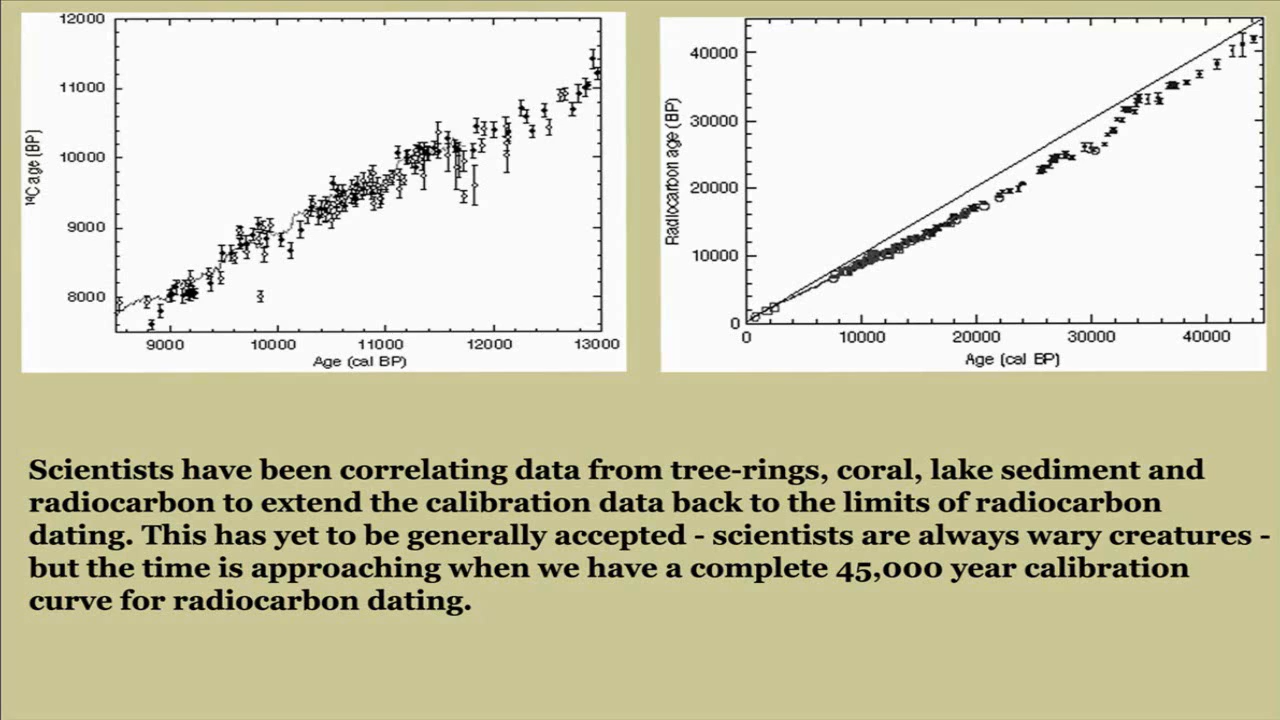 12000
11000
10000
9000
8000
14C age (BP)
9000 10000 11000 12000 13000
Age (cal BP)
40000
30000
20000
10000
0
Radiocarbon age (BP)
0 10000 20000 30000 40000
Age (cal BP)
Scientists have been correlating data from tree-rings, coral, lake sediment and
radiocarbon to extend the calibration data back to the limits of radiocarbon
dating. This has yet to be generally accepted - scientists are always wary creatures -
but the time is approaching when we have a complete 45,000 year calibration
curve for radiocarbon dating.